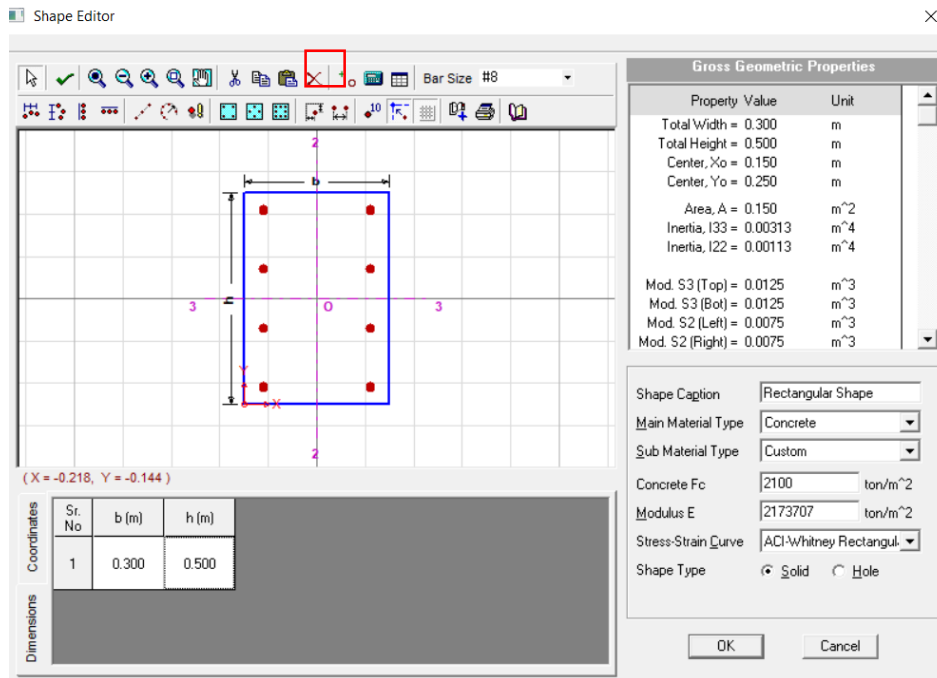 Shape Editor
Bar Size #8
10
2
b
h
3
O
3
Y
X
2
( X = -0.218, Y = -0.144 )
Coordinates
Dimensions
Sr. No b (m) h (m)
1 0.300 0.500
Gross Geometric Properties
Property Value Unit
Total Width = 0.300 m
Total Height = 0.500 m
Center, Xo = 0.150 m
Center, Yo = 0.250 m
Area, A = 0.150 m^2
Inertia, I33 = 0.00313 m^4
Inertia, I22 = 0.00113 m^4
Mod. S3 (Top) = 0.0125 m^3
Mod. S3 (Bot) = 0.0125 m^3
Mod. S2 (Left) = 0.0075 m^3
Mod. S2 (Right) = 0.0075 m^3
Shape Caption Rectangular Shape
Main Material Type Concrete
Sub Material Type Custom
Concrete Fc 2100 ton/m^2
Modulus E 2173707 ton/m^2
Stress-Strain Curve ACI-Whitney Rectangul
Shape Type Solid Hole
OK Cancel